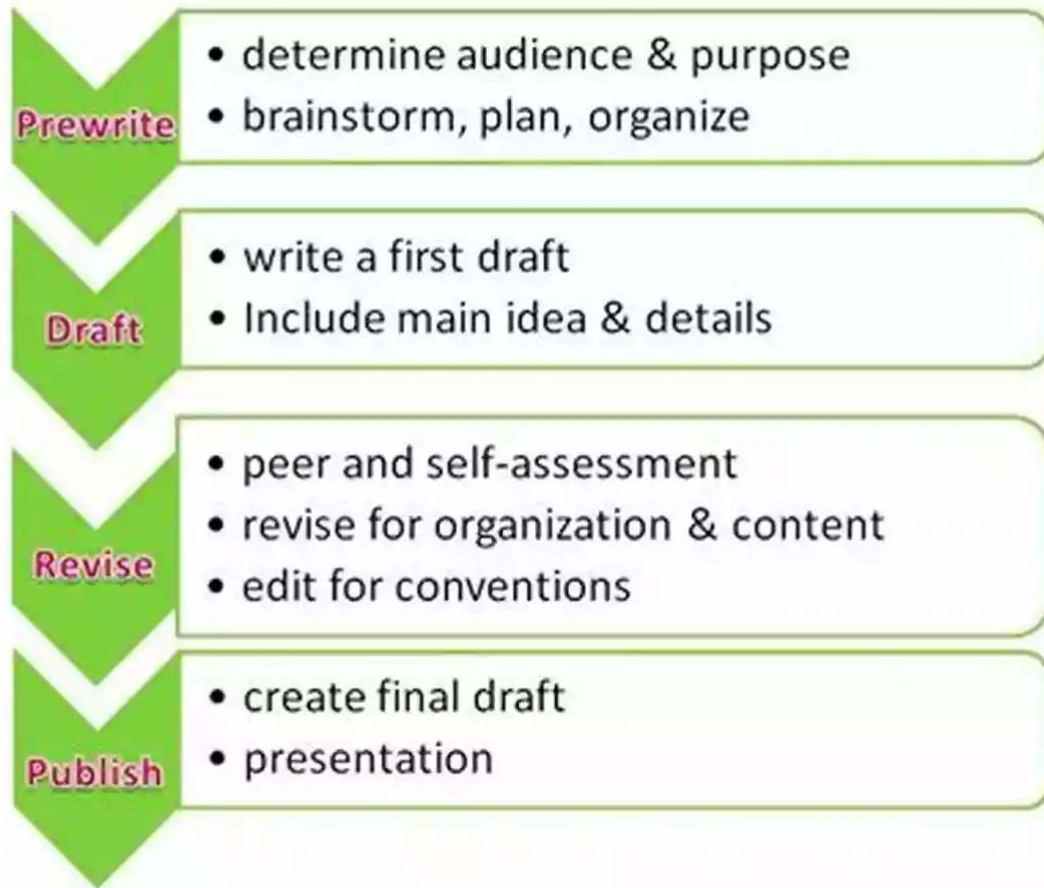 Prewrite
• determine audience & purpose
• brainstorm, plan, organize
Draft
• write a first draft
• Include main idea & details
Revise
• peer and self-assessment
• revise for organization & content
• edit for conventions
Publish
• create final draft
• presentation